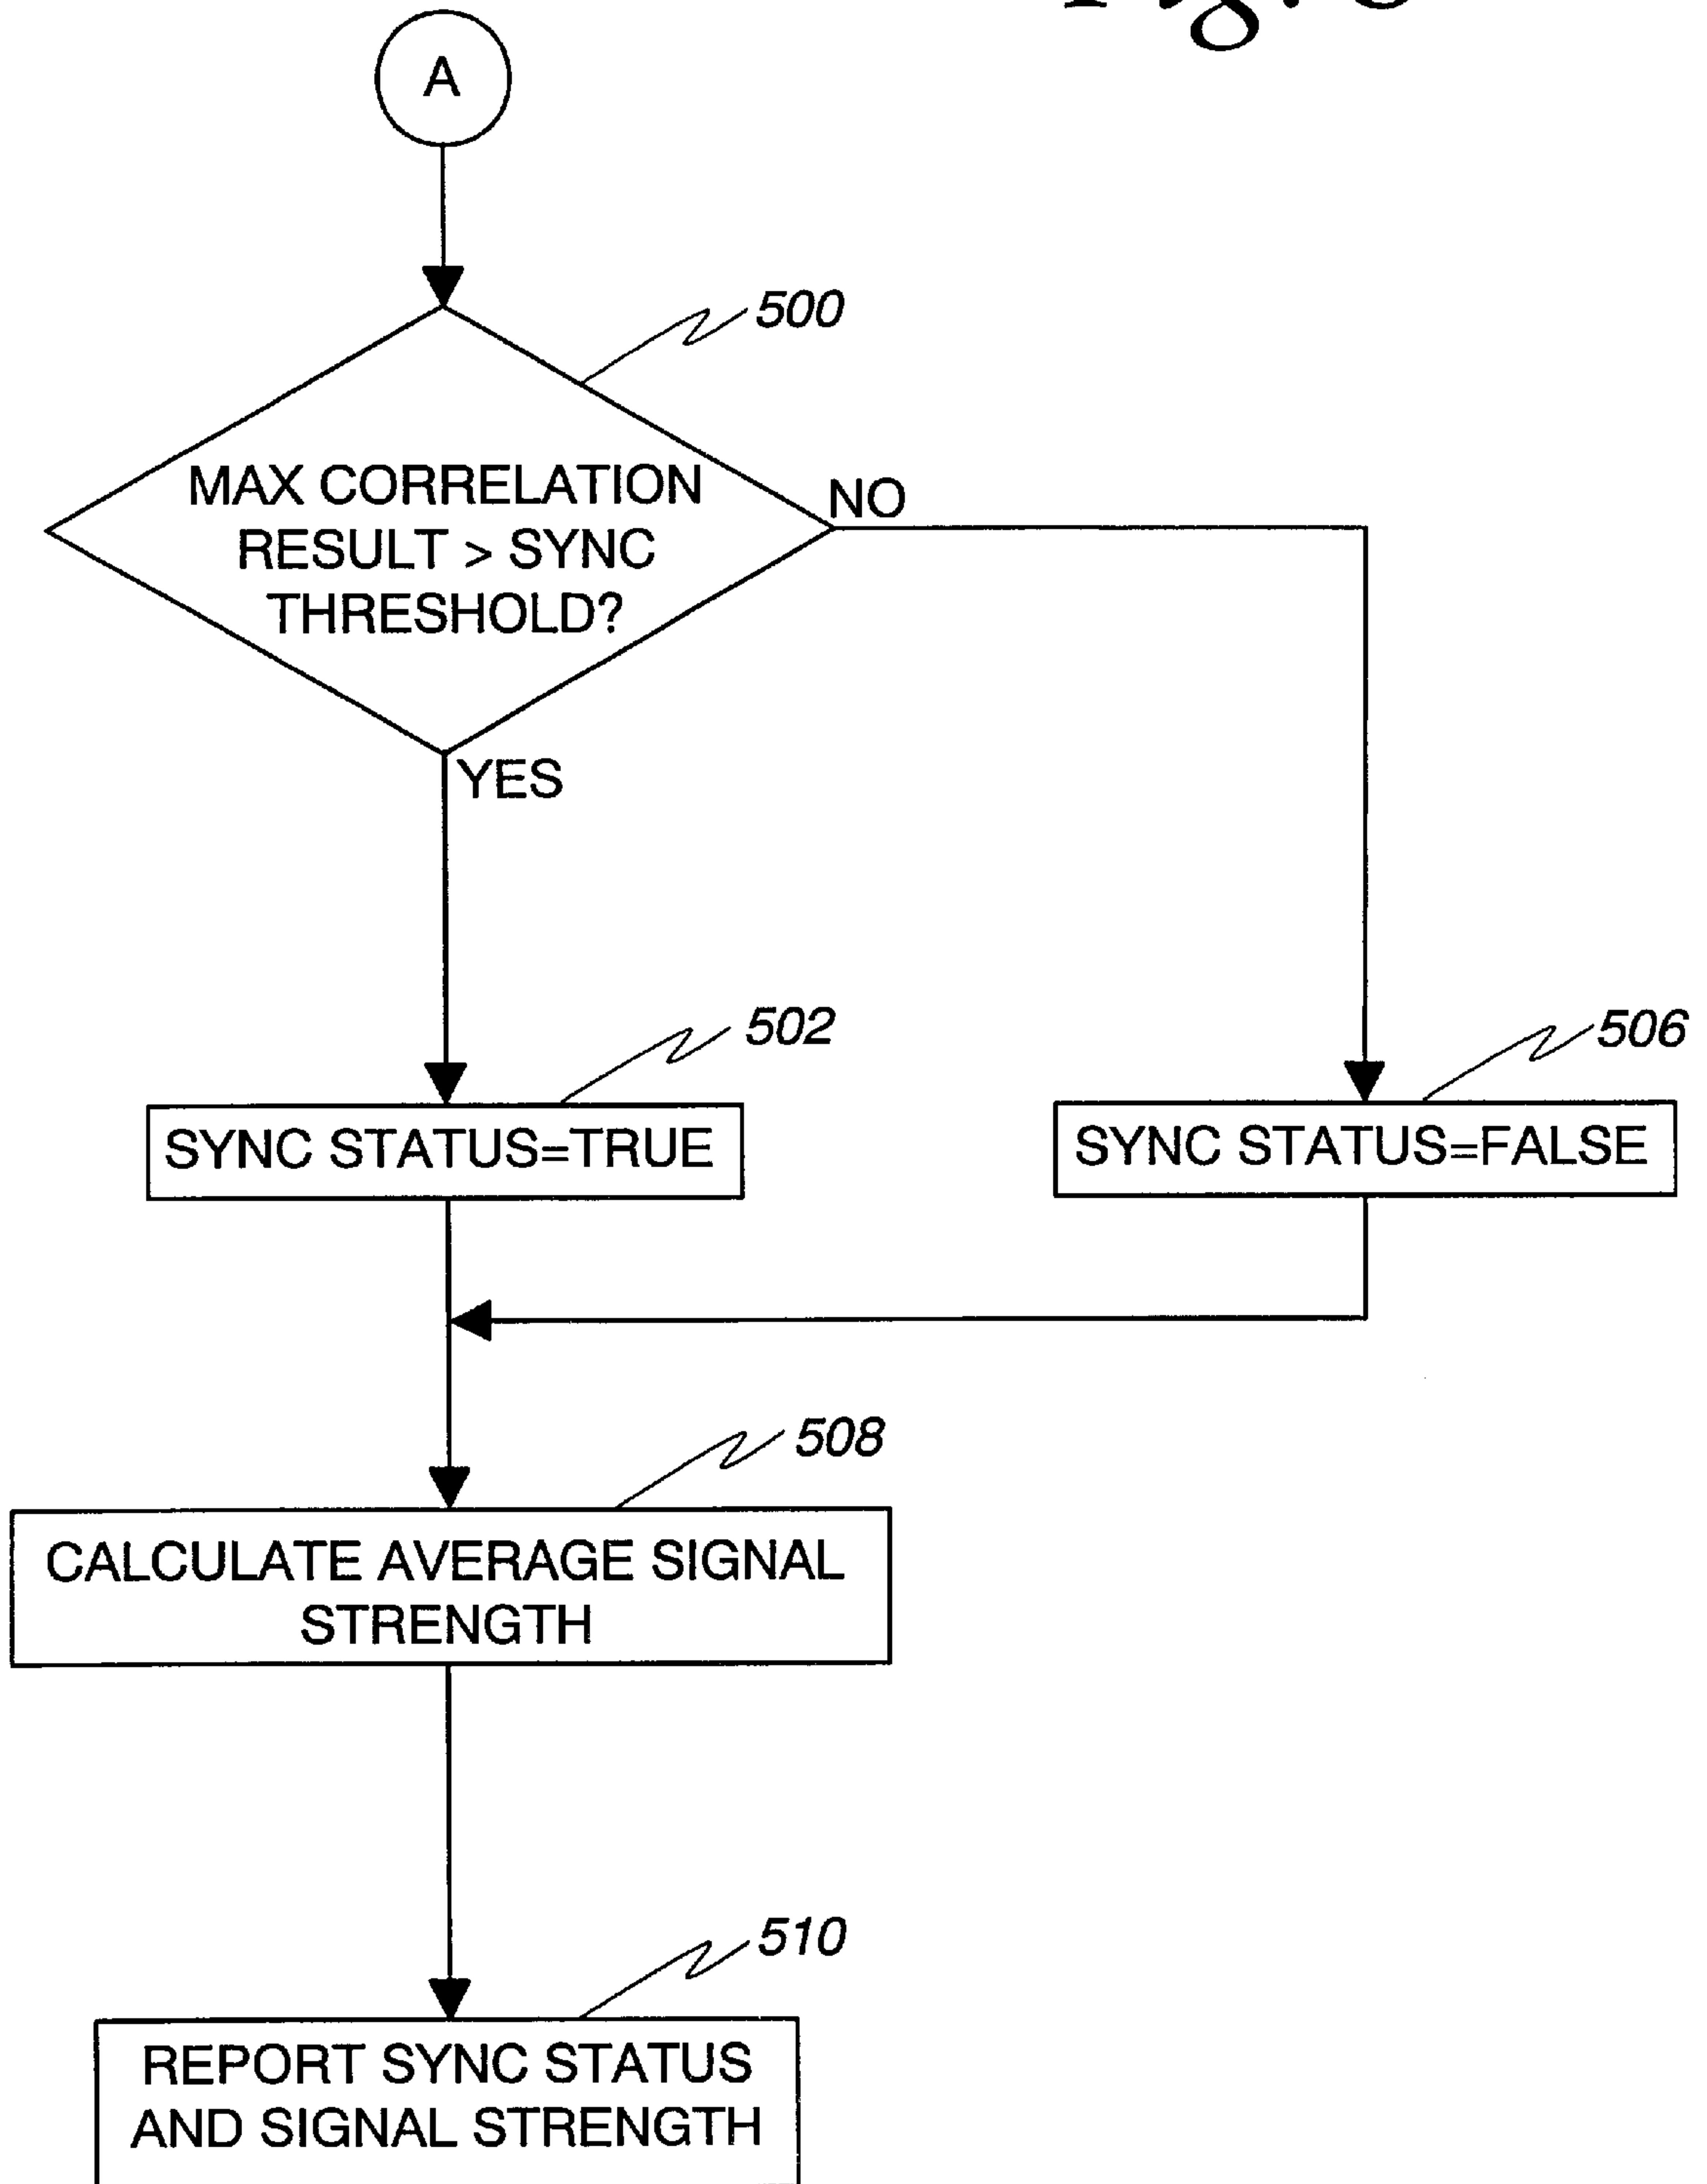 A
500
MAX CORRELATION
RESULT > SYNC
THRESHOLD?
NO
YES
502
506
SYNC STATUS=TRUE
SYNC STATUS=FALSE
508
CALCULATE AVERAGE SIGNAL
STRENGTH
510
REPORT SYNC STATUS
AND SIGNAL STRENGTH